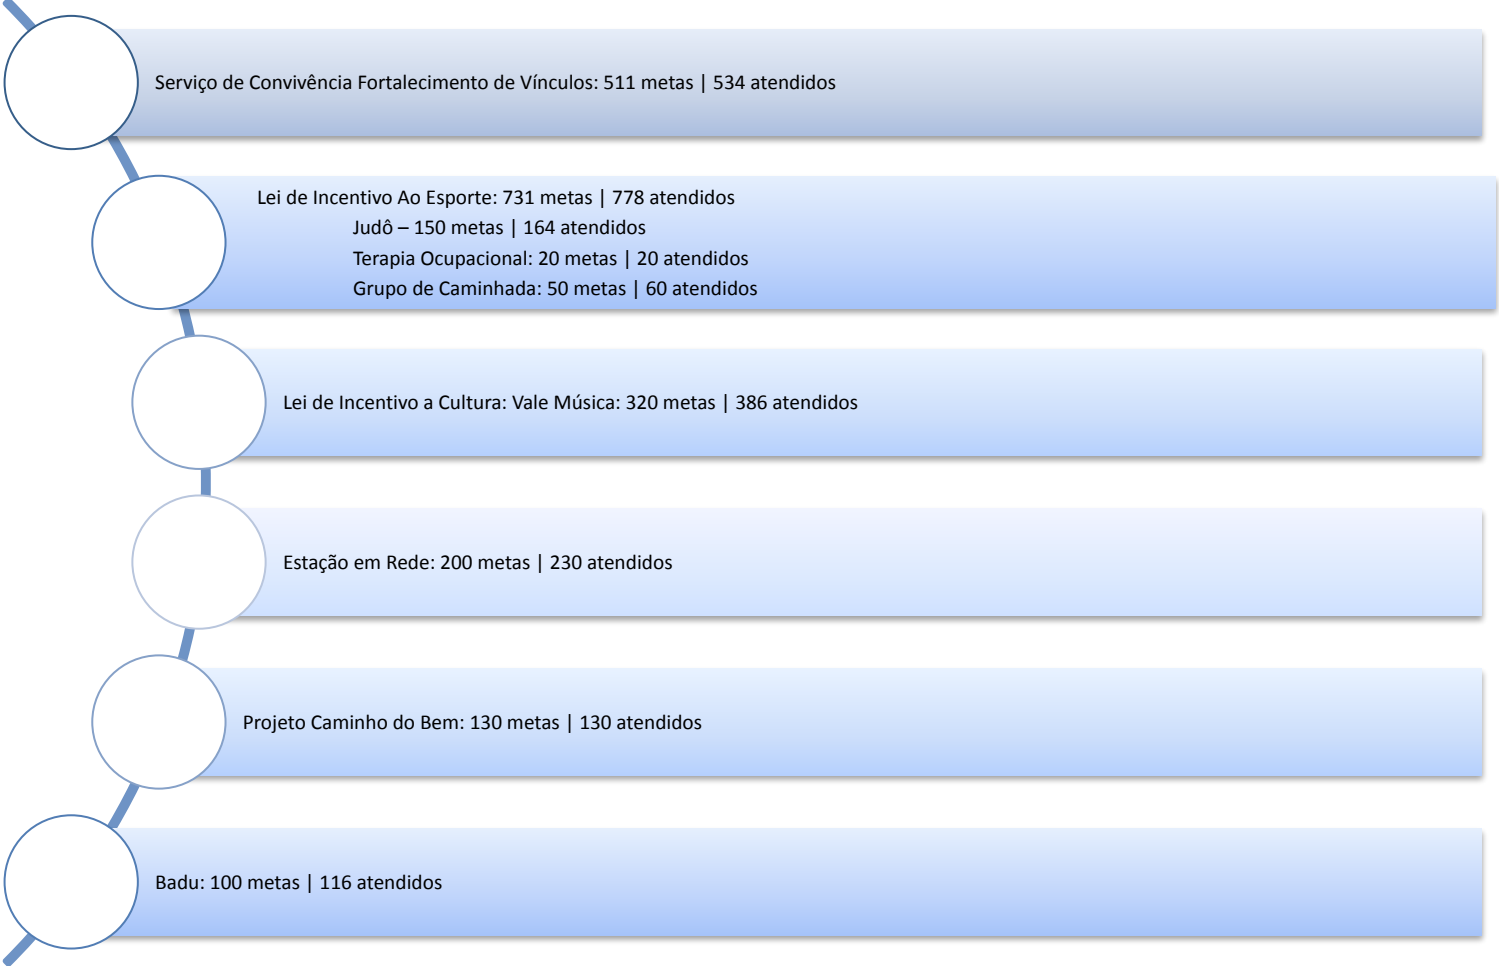 Serviço de Convivência Fortalecimento de Vínculos: 511 metas | 534 atendidos
Lei de Incentivo Ao Esporte: 731 metas | 778 atendidos
Judô – 150 metas | 164 atendidos
Terapia Ocupacional: 20 metas | 20 atendidos
Grupo de Caminhada: 50 metas | 60 atendidos
Lei de Incentivo a Cultura: Vale Música: 320 metas | 386 atendidos
Estação em Rede: 200 metas | 230 atendidos
Projeto Caminho do Bem: 130 metas | 130 atendidos
Badu: 100 metas | 116 atendidos